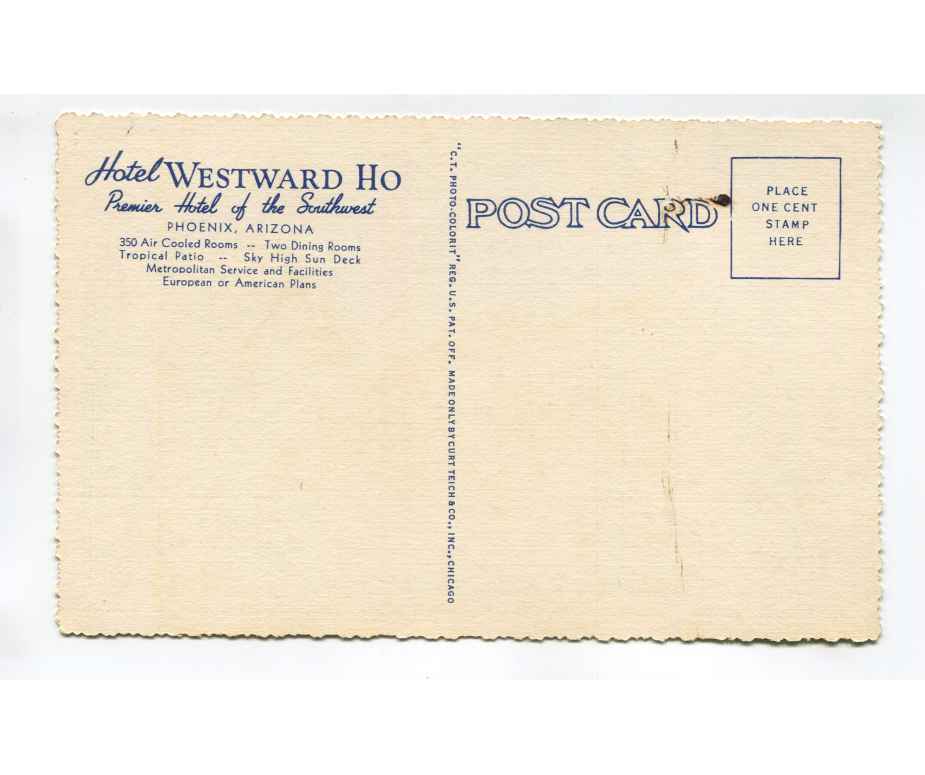 Hotel WESTWARD HO
Premier Hotel of the Southwest
PHOENIX, ARIZONA
350 Air Cooled Rooms -- Two Dining Rooms
Tropical Patio -- Sky High Sun Deck
Metropolitan Service and Facilities
European or American Plans
"C.T. PHOTO-COLORIT" REG. U.S. PAT. OFF. MADE ONLY BY CURT TEICH & CO., INC., CHICAGO
POST CARD
PLACE
ONE CENT
STAMP
HERE